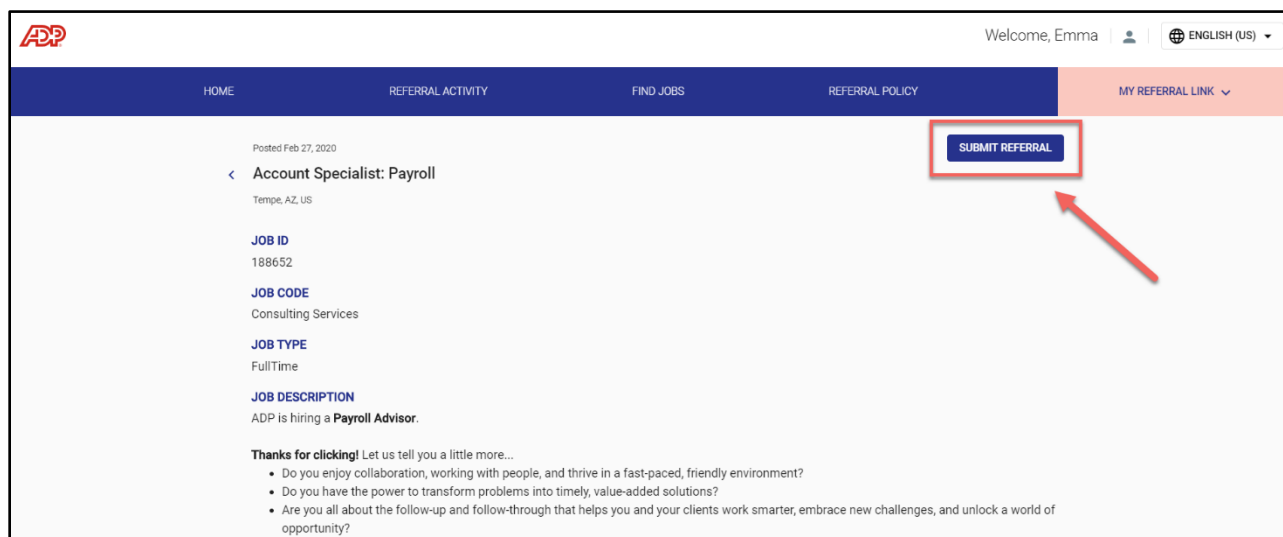 ADP
Welcome, Emma
ENGLISH (US)
HOME
REFERRAL ACTIVITY
FIND JOBS
REFERRAL POLICY
MY REFERRAL LINK
Posted Feb 27, 2020
SUBMIT REFERRAL
< Account Specialist: Payroll
Tempe, AZ, US
JOB ID
188652
JOB CODE
Consulting Services
JOB TYPE
FullTime
JOB DESCRIPTION
ADP is hiring a Payroll Advisor.
Thanks for clicking! Let us tell you a little more...
• Do you enjoy collaboration, working with people, and thrive in a fast-paced, friendly environment?
• Do you have the power to transform problems into timely, value-added solutions?
• Are you all about the follow-up and follow-through that helps you and your clients work smarter, embrace new challenges, and unlock a world of
opportunity?